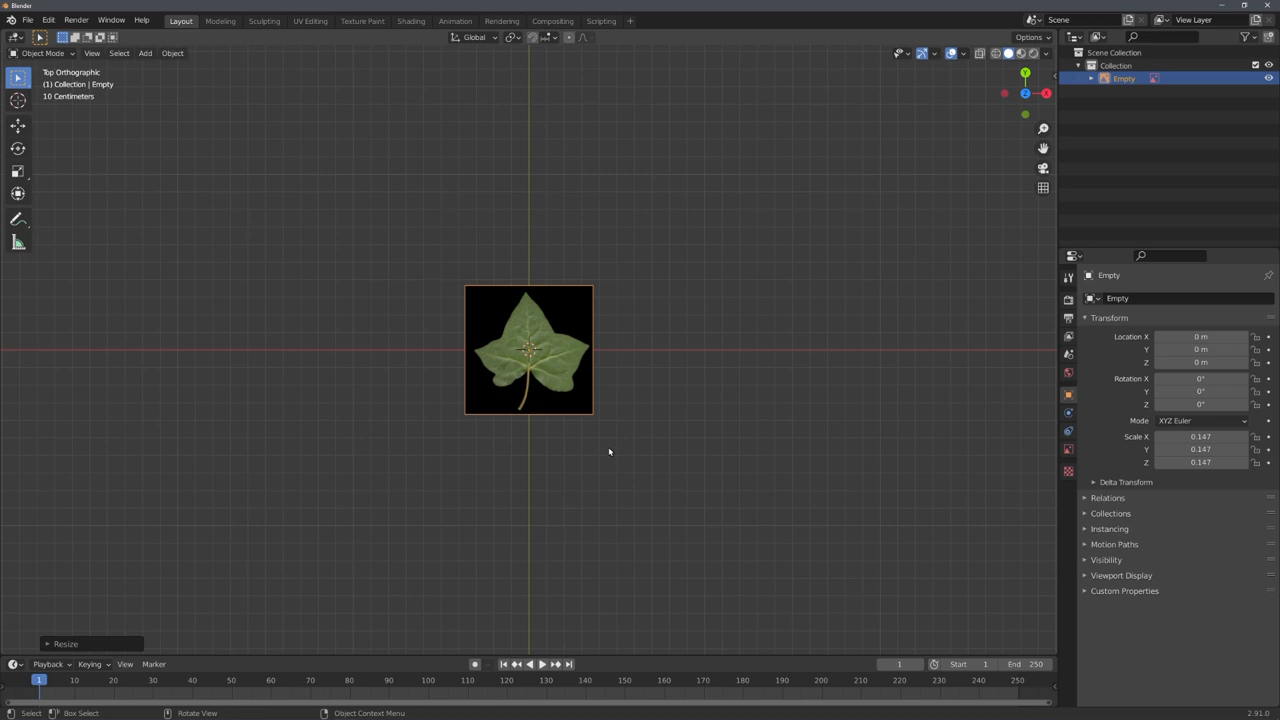 Blender
File Edit Render Window Help Layout Modeling Sculpting UV Editing Texture Paint Shading Animation Rendering Compositing Scripting + Scene View Layer
Global Options
Object Mode View Select Add Object
Top Orthographic
(1) Collection | Empty
10 Centimeters
Y
Z X
Scene Collection
Collection
Empty
Empty
Empty
Transform
Location X 0 m
Y 0 m
Z 0 m
Rotation X 0°
Y 0°
Z 0°
Mode XYZ Euler
Scale X 0.147
Y 0.147
Z 0.147
Delta Transform
Relations
Collections
Instancing
Motion Paths
Visibility
Viewport Display
Custom Properties
Resize
Playback Keying View Marker 1 Start 1 End 250
1 10 20 30 40 50 60 70 80 90 100 110 120 130 140 150 160 170 180 190 200 210 220 230 240 250
Select Box Select Rotate View Object Context Menu 2.91.0